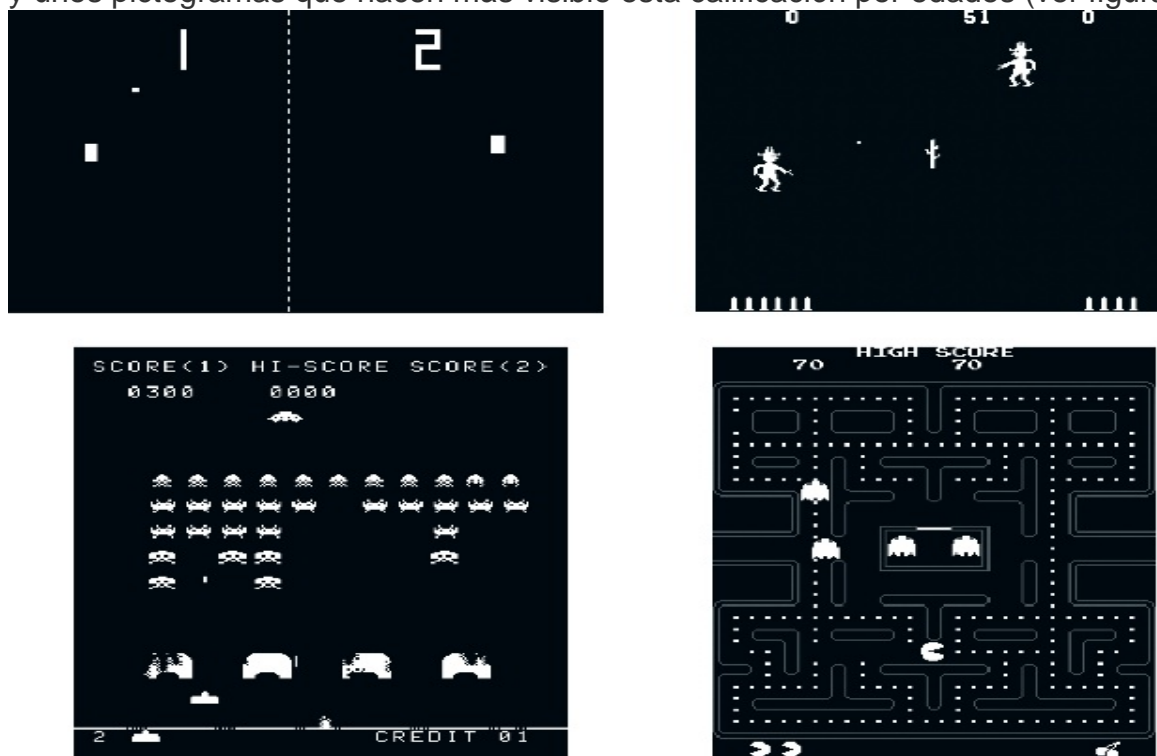 y unos pictogramas que hacen más visible esta calificación por edades (ver figura
1 2
0 51 0
SCORE<1> HI-SCORE SCORE<2>
0300 0000
2 CREDIT 01
HIGH SCORE
70 70